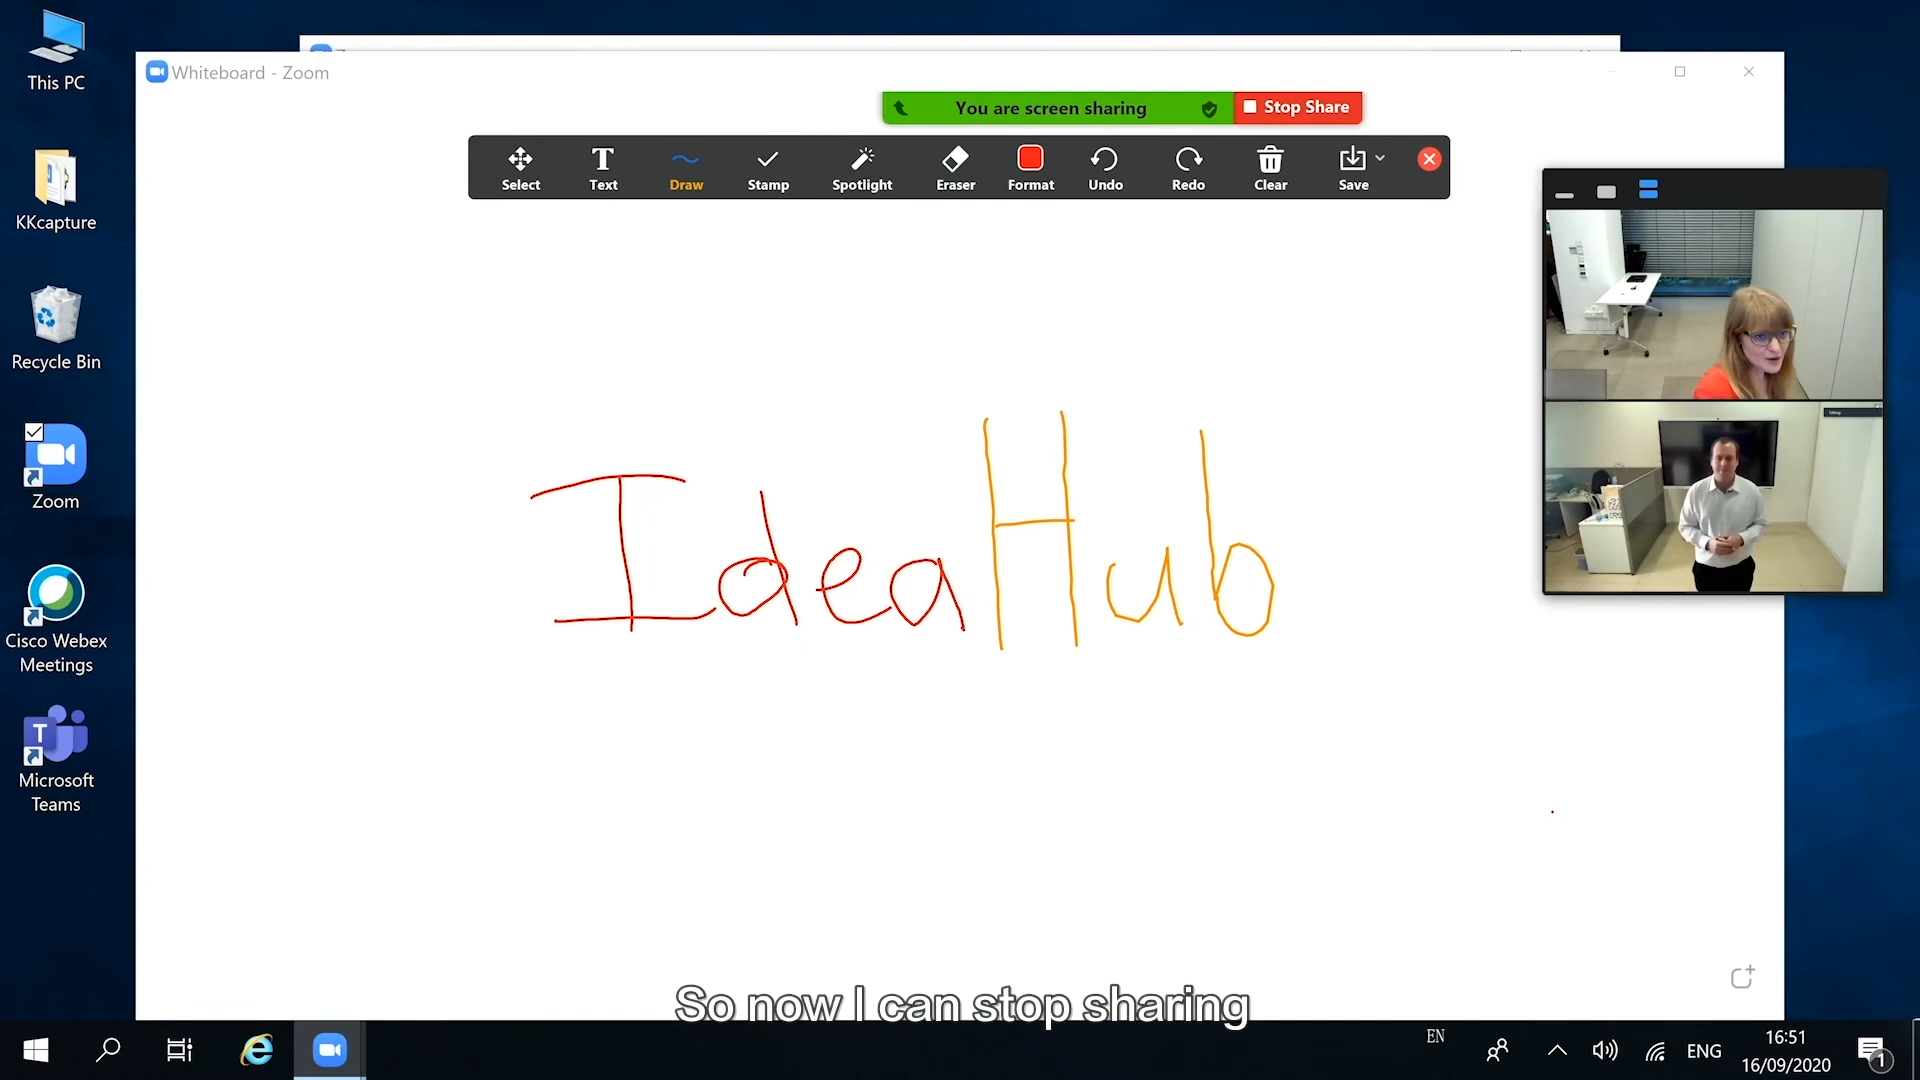 This PC
KKcapture
Recycle Bin
Zoom
Cisco Webex
Meetings
Microsoft
Teams
Whiteboard - Zoom
You are screen sharing
Stop Share
Select
Text
Draw
Stamp
Spotlight
Eraser
Format
Undo
Redo
Clear
Save
IdeaHub
So now I can stop sharing
EN
ENG
16:51
16/09/2020
1